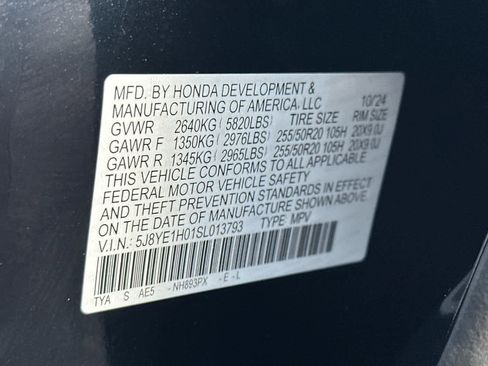 MFD. BY HONDA DEVELOPMENT &
MANUFACTURING OF AMERICA, LLC 10/24
GVWR 2640KG (5820LBS) TIRE SIZE RIM SIZE
GAWR F 1350KG (2976LBS) 255/50R20 105H 20X9.0J
GAWR R 1345KG (2965LBS) 255/50R20 105H 20X9.0J
THIS VEHICLE CONFORMS TO ALL APPLICABLE
FEDERAL MOTOR VEHICLE SAFETY
AND THEFT PREVENTION STANDARDS IN EFFECT
ON THE DATE OF MANUFACTURE SHOWN ABOVE.
V.I.N.: 5J8YE1H01SL013793 TYPE: MPV
TYA S AE5 - NH893PX - E - L